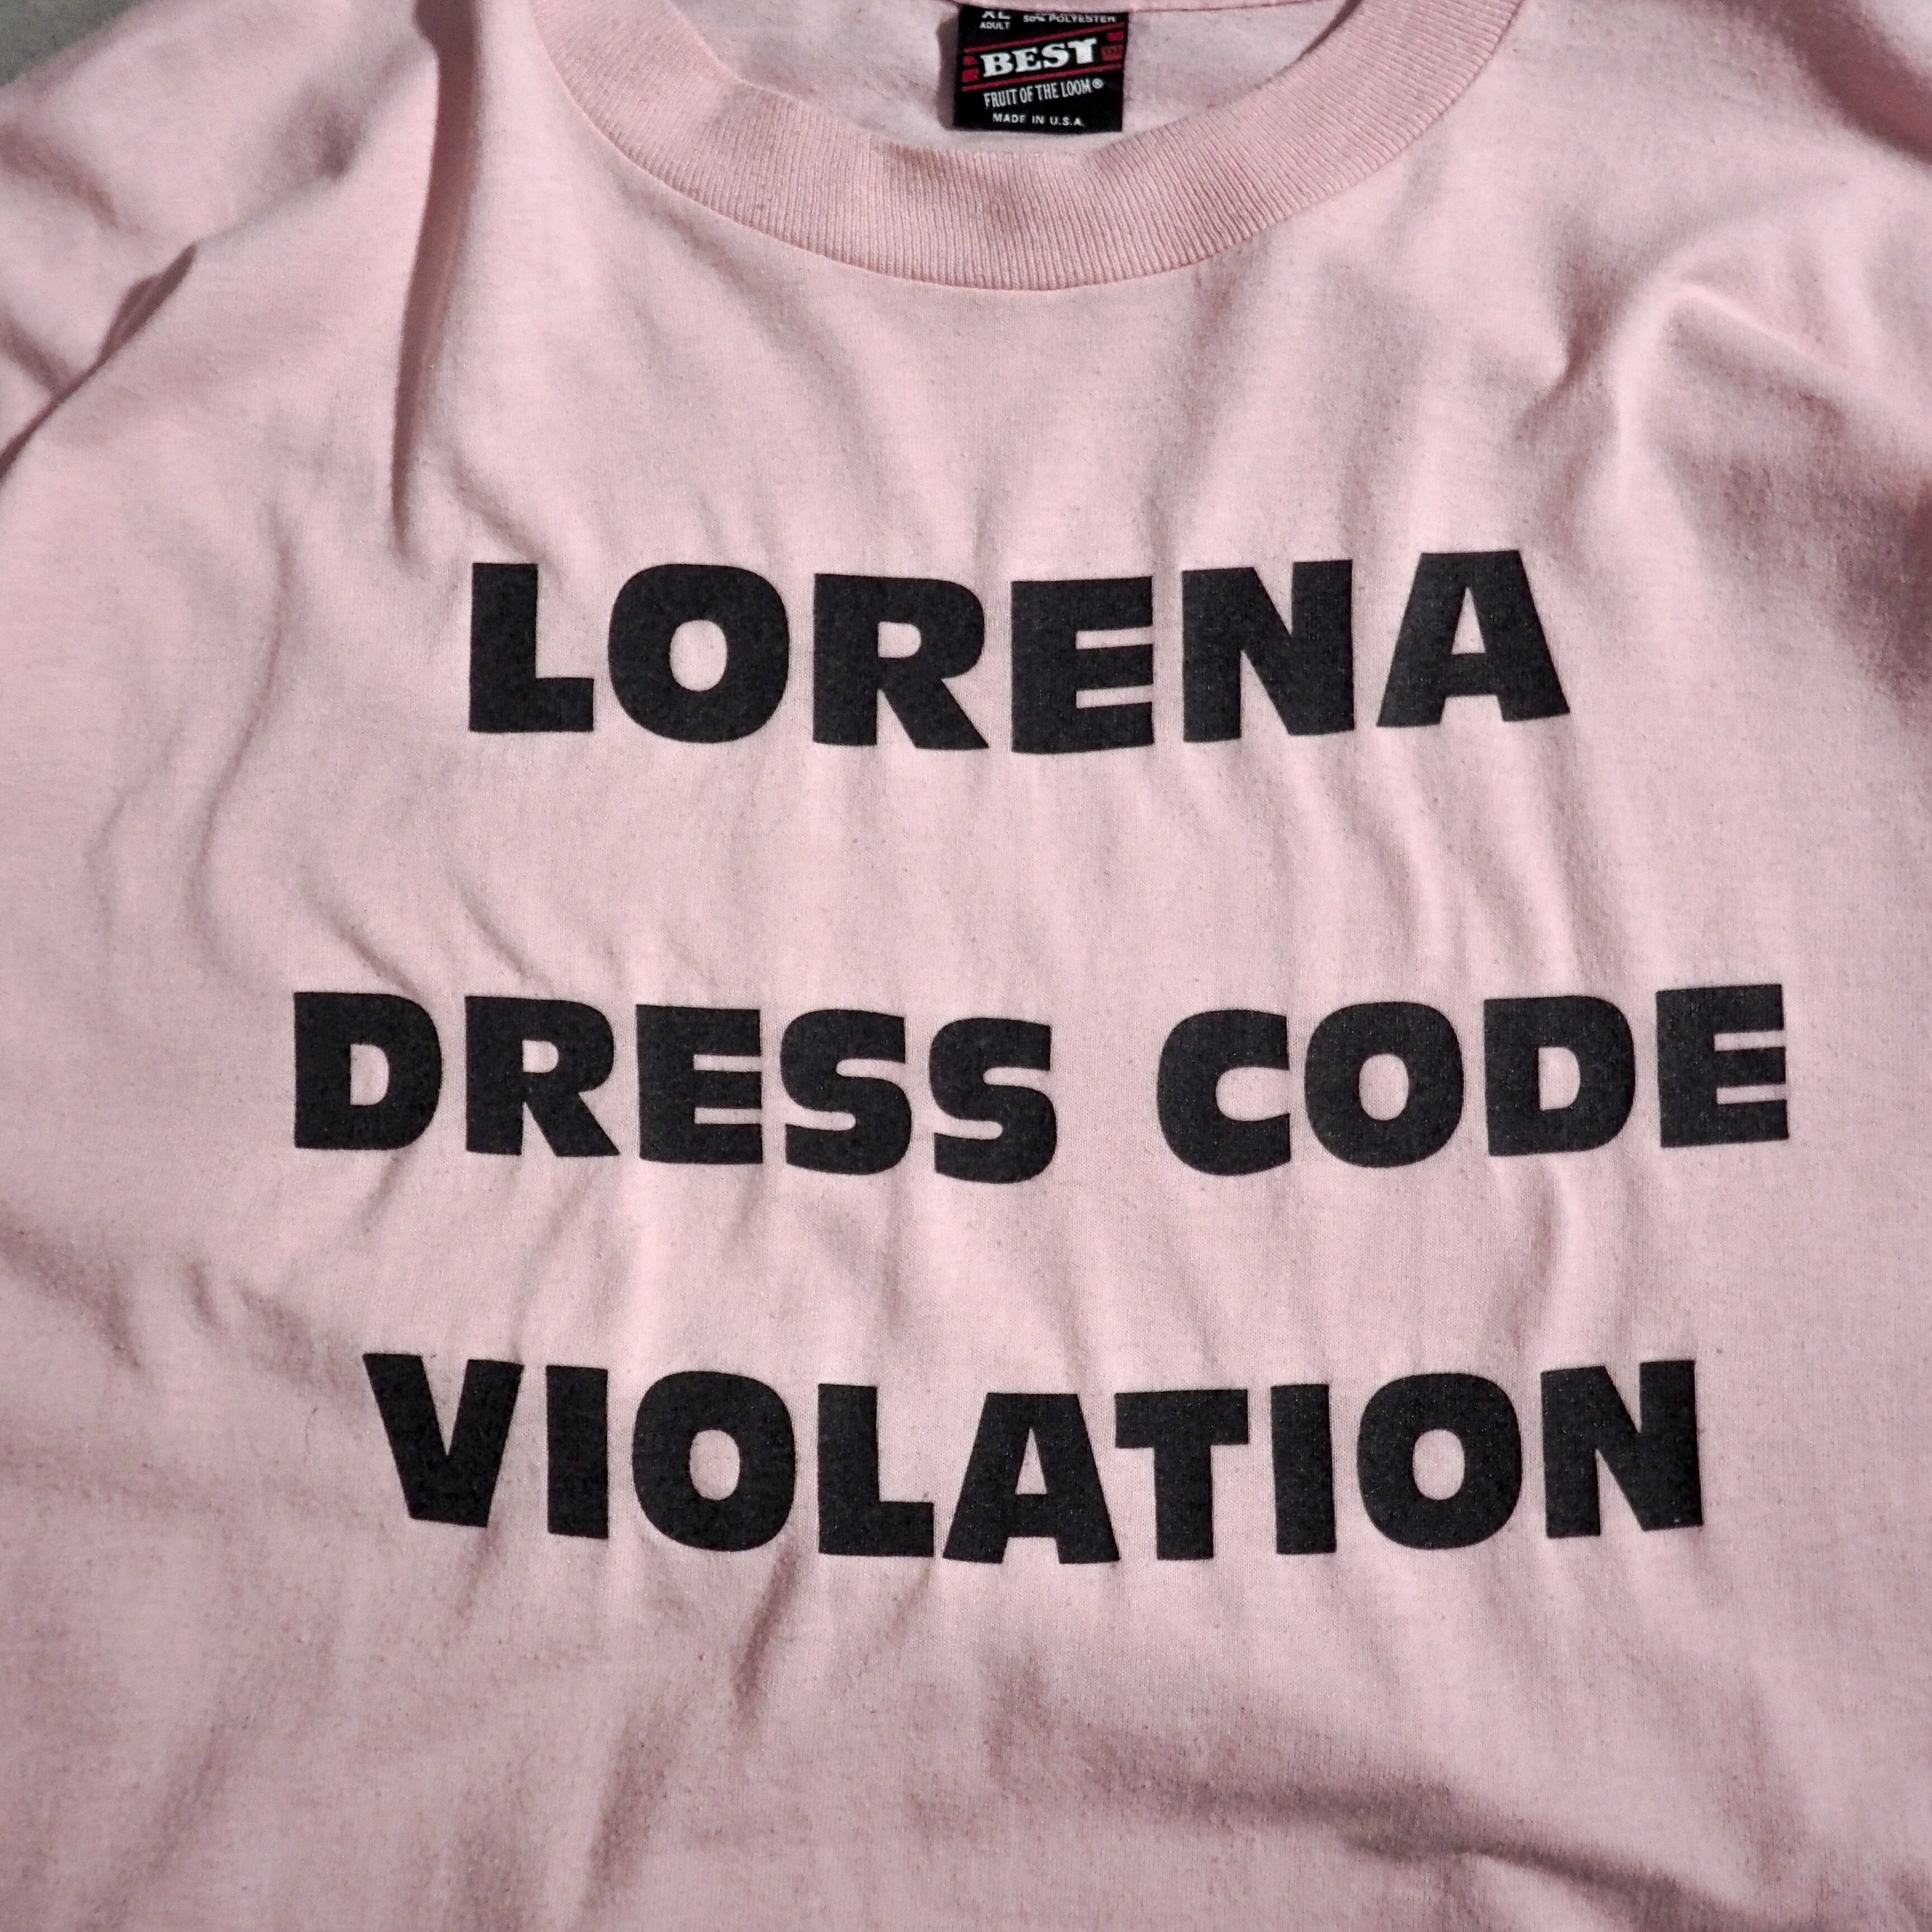 XL 50% POLYESTER
ADULT
BEST
FRUIT OF THE LOOM®
MADE IN U.S.A.
LORENA
DRESS CODE
VIOLATION